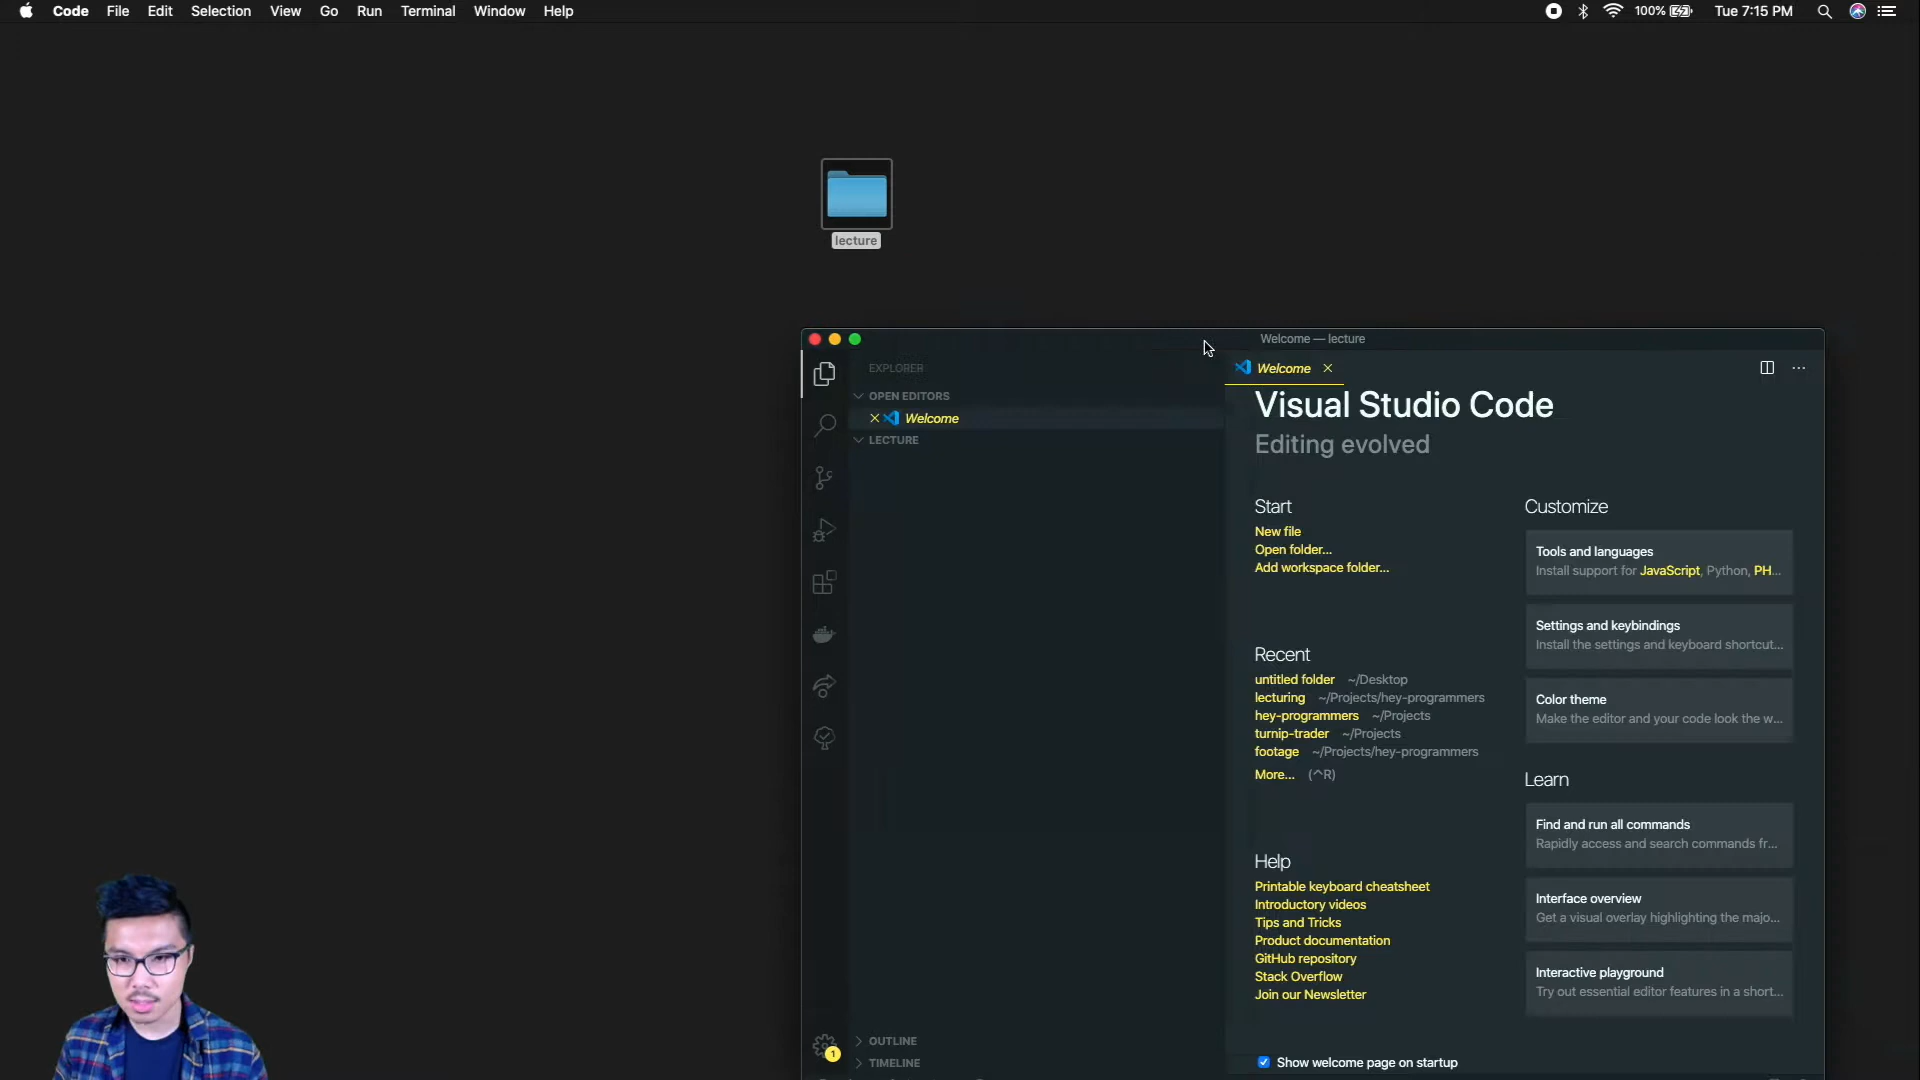 Code File Edit Selection View Go Run Terminal Window Help
100% Tue 7:15 PM
lecture
Welcome — lecture
EXPLORER
OPEN EDITORS
Welcome
LECTURE
OUTLINE
TIMELINE
1
Welcome
Visual Studio Code
Editing evolved
Start
New file
Open folder...
Add workspace folder...
Recent
untitled folder ~/Desktop
lecturing ~/Projects/hey-programmers
hey-programmers ~/Projects
turnip-trader ~/Projects
footage ~/Projects/hey-programmers
More... (^R)
Help
Printable keyboard cheatsheet
Introductory videos
Tips and Tricks
Product documentation
GitHub repository
Stack Overflow
Join our Newsletter
Show welcome page on startup
Customize
Tools and languages
Install support for JavaScript, Python, PH...
Settings and keybindings
Install the settings and keyboard shortcut...
Color theme
Make the editor and your code look the w...
Learn
Find and run all commands
Rapidly access and search commands fr...
Interface overview
Get a visual overlay highlighting the majo...
Interactive playground
Try out essential editor features in a short...